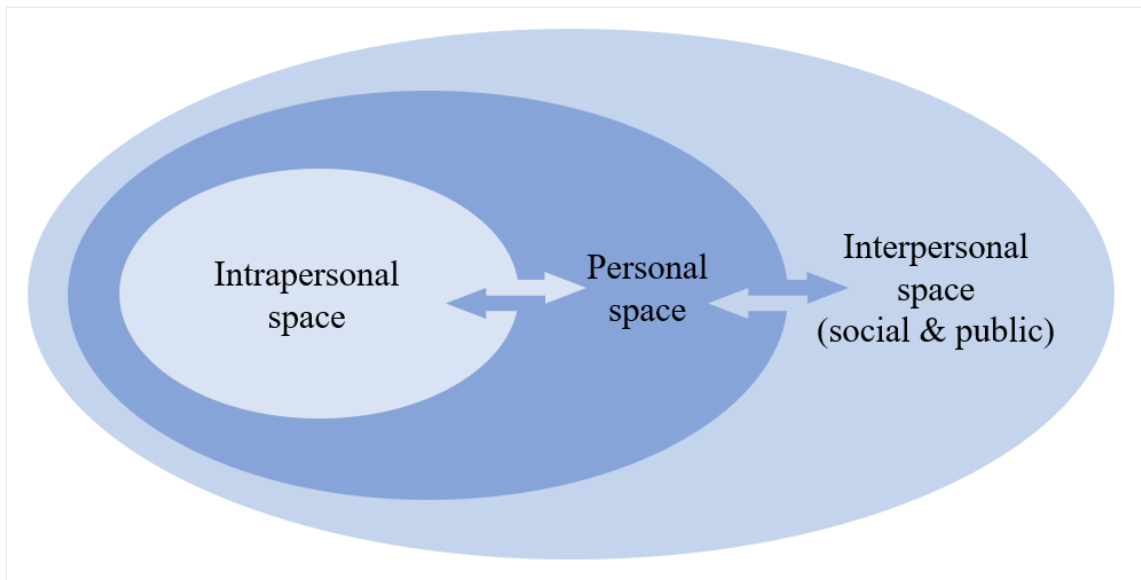 Intrapersonal
space
Personal
space
Interpersonal
space
(social & public)